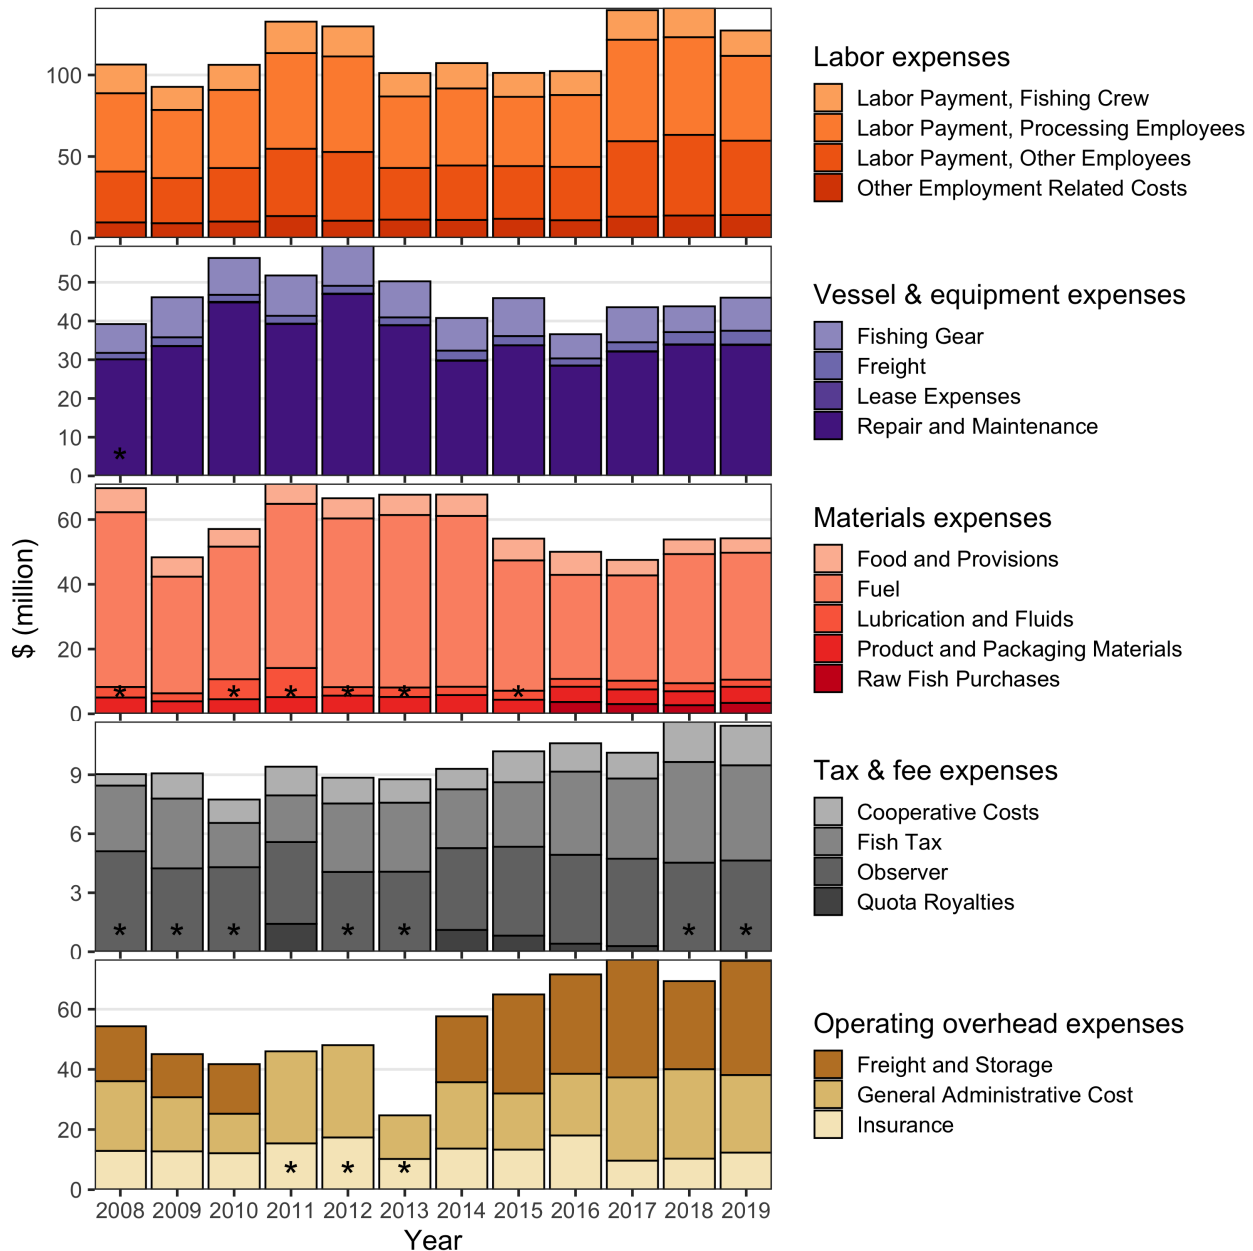 Labor expenses
Labor Payment, Fishing Crew
Labor Payment, Processing Employees
Labor Payment, Other Employees
Other Employment Related Costs
100
50
0
Vessel & equipment expenses
Fishing Gear
Freight
Lease Expenses
Repair and Maintenance
50
40
30
20
10
0
*
Materials expenses
Food and Provisions
Fuel
Lubrication and Fluids
Product and Packaging Materials
Raw Fish Purchases
60
40
20
0
* * * * * *
$ (million)
Tax & fee expenses
Cooperative Costs
Fish Tax
Observer
Quota Royalties
9
6
3
0
* * * * * * *
Operating overhead expenses
Freight and Storage
General Administrative Cost
Insurance
60
40
20
0
* * *
2008 2009 2010 2011 2012 2013 2014 2015 2016 2017 2018 2019
Year